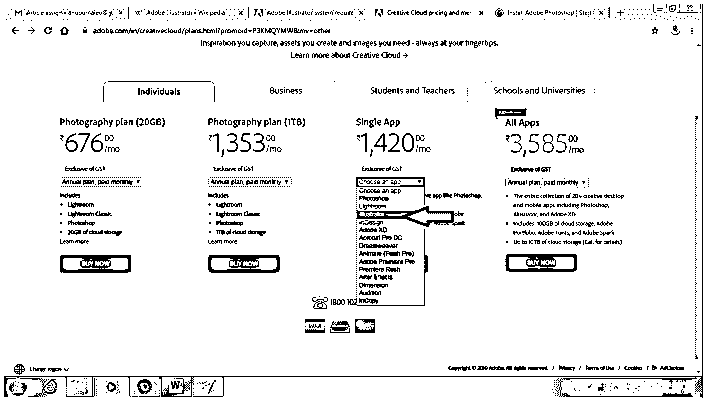 Adobe Illustrator - Wikipedia
Adobe Illustrator system require
Creative Cloud pricing and me
Install Adobe Photoshop | Step
adobe.com/in/creativecloud/plans.html?promoid=P3KMQYMW&mv=other
Inspiration you capture, assets you create and images you need - always at your fingertips.
Learn more about Creative Cloud →
Individuals
Business
Students and Teachers
Schools and Universities
Photography plan (20GB)
₹676.00/mo
Exclusive of GST
Annual plan, paid monthly
Includes
Lightroom
Lightroom Classic
Photoshop
20GB of cloud storage
Learn more
BUY NOW
Photography plan (1TB)
₹1,353.00/mo
Exclusive of GST
Annual plan, paid monthly
Includes
Lightroom
Lightroom Classic
Photoshop
1TB of cloud storage
Learn more
BUY NOW
Single App
₹1,420.00/mo
Exclusive of GST
Choose an app
Choose an app
Photoshop
Lightroom
InDesign
Adobe XD
Acrobat Pro DC
Dreamweaver
Animate (Flash Pro)
Adobe Premiere Pro
Premiere Rush
After Effects
Dimension
Audition
InCopy
app like Photoshop,
All Apps
₹3,585.00/mo
Exclusive of GST
Annual plan, paid monthly
The entire collection of 20+ creative desktop
and mobile apps including Photoshop,
Illustrator, and Adobe XD
Includes 100GB of cloud storage, Adobe
Portfolio, Adobe Fonts, and Adobe Spark
Up to 10TB of cloud storage (Call for details)
BUY NOW
1800 102
Change region
Copyright © 2020 Adobe. All rights reserved. / Privacy / Terms of Use / Cookies / AdChoices